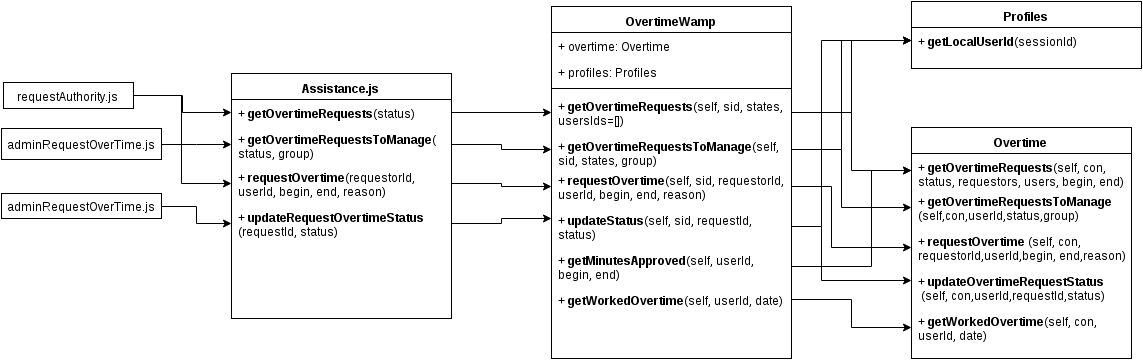 requestAuthority.js
adminRequestOverTime.js
adminRequestOverTime.js
Assistance.js
+ getOvertimeRequests(status)
+ getOvertimeRequestsToManage(
status, group)
+ requestOvertime(requestorId,
userId, begin, end, reason)
+ updateRequestOvertimeStatus
(requestId, status)
OvertimeWamp
+ overtime: Overtime
+ profiles: Profiles
+ getOvertimeRequests(self, sid, states,
usersIds=[])
+ getOvertimeRequestsToManage(self,
sid, states, group)
+ requestOvertime(self, sid, requestorId,
userId, begin, end, reason)
+ updateStatus(self, sid, requestId,
status)
+ getMinutesApproved(self, userId,
begin, end)
+ getWorkedOvertime(self, userId, date)
Profiles
+ getLocalUserId(sessionId)
Overtime
+ getOvertimeRequests(self, con,
status, requestors, users, begin, end)
+ getOvertimeRequestsToManage
(self,con,userId,status,group)
+ requestOvertime (self, con,
requestorId,userId,begin, end,reason)
+ updateOvertimeRequestStatus
(self, con,userId,requestId,status)
+ getWorkedOvertime(self, con,
userId, date)